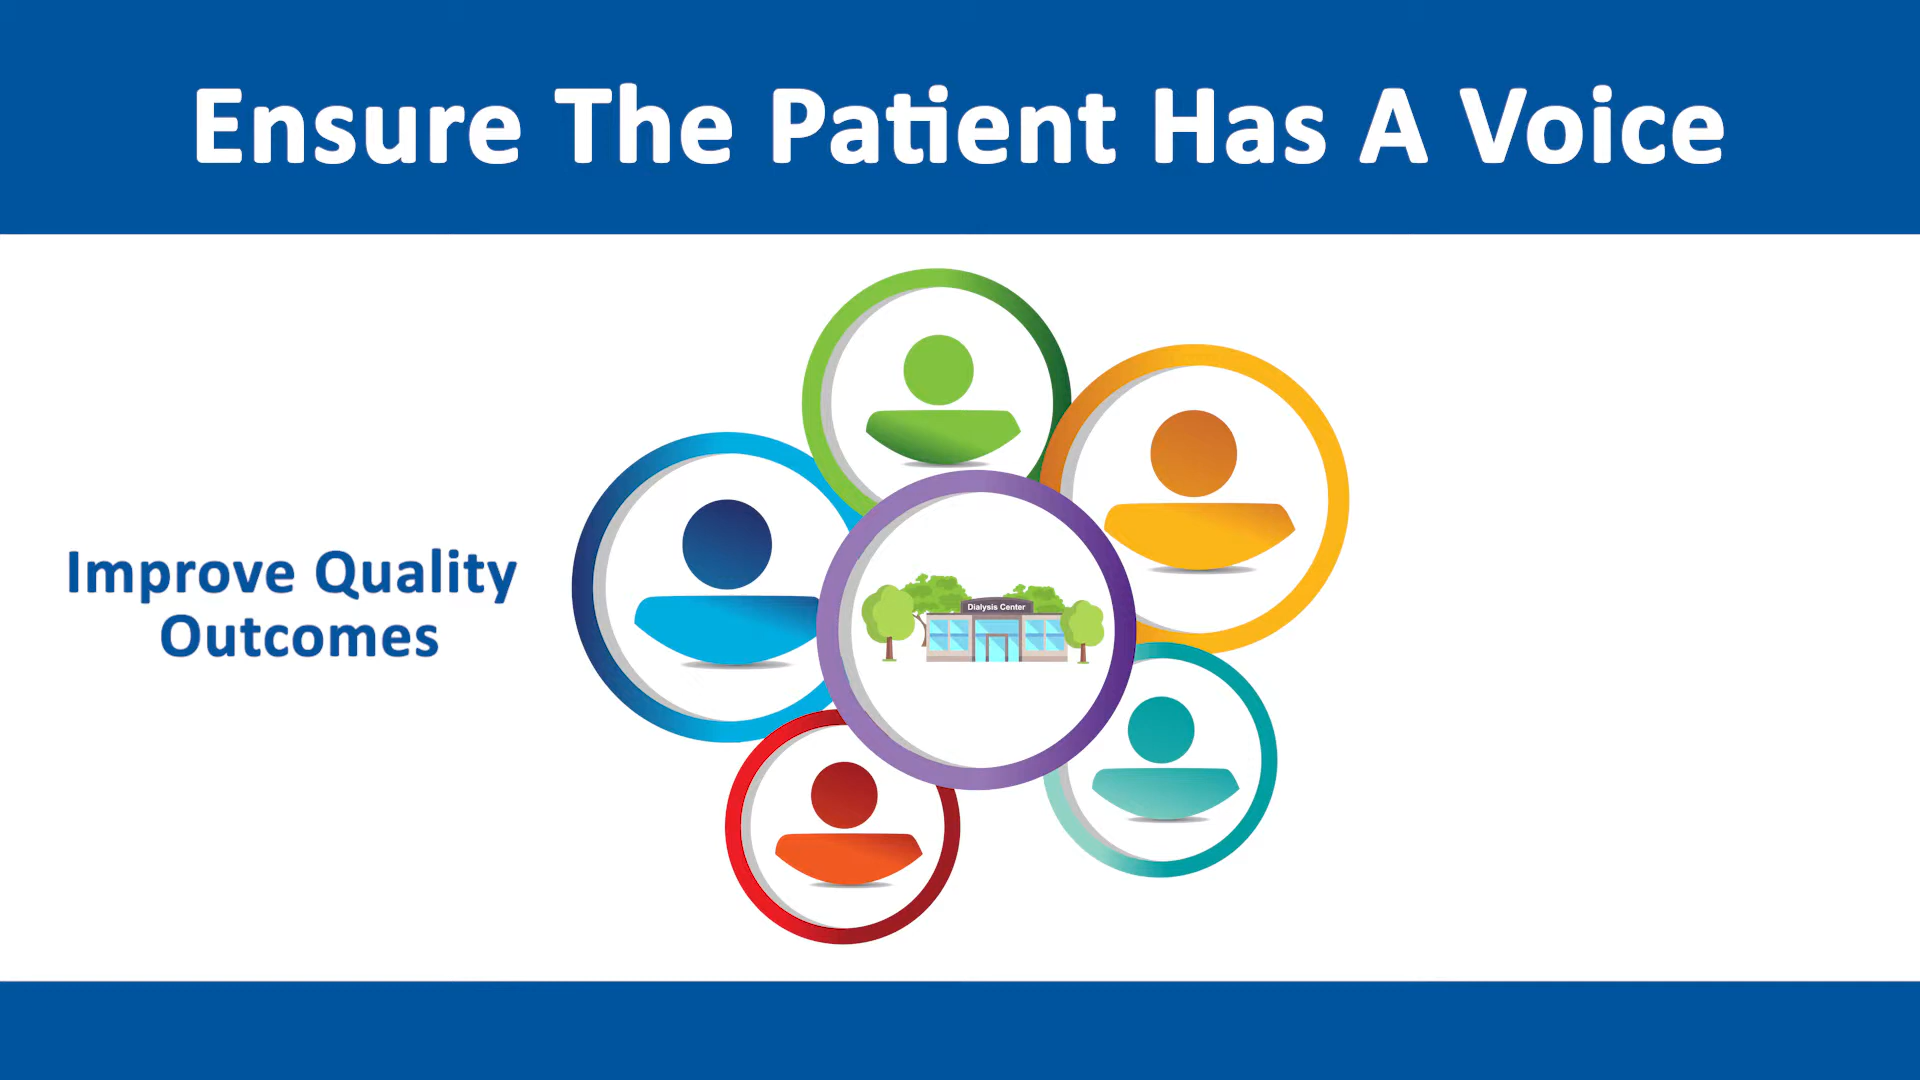 Ensure The Patient Has A Voice
Improve Quality
Outcomes
Dialysis Center